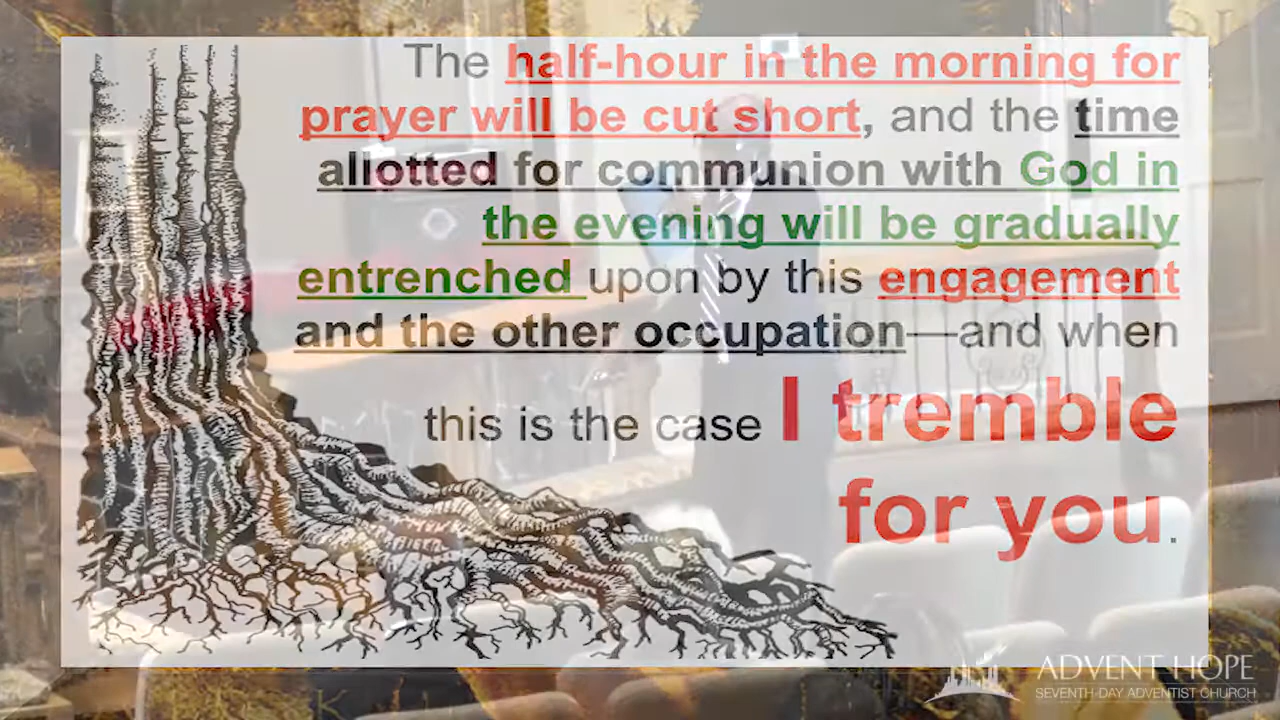 The half-hour in the morning for
prayer will be cut short, and the time
allotted for communion with God in
the evening will be gradually
entrenched upon by this engagement
and the other occupation—and when
this is the case I tremble
for you.
ADVENT HOPE
SEVENTH-DAY ADVENTIST CHURCH